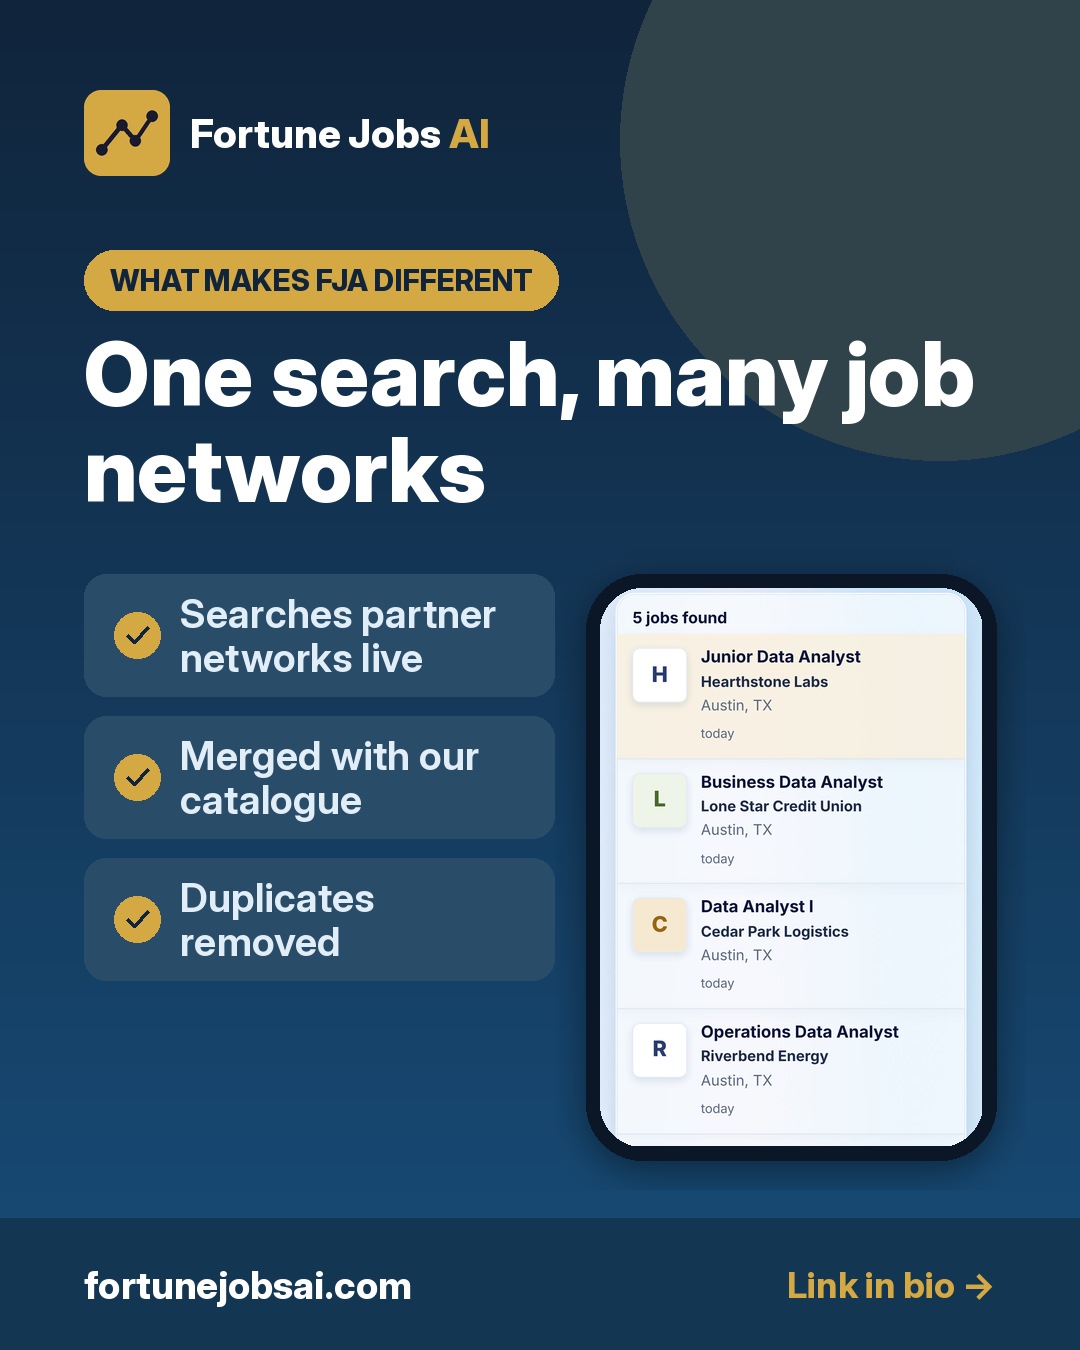 Fortune Jobs AI
WHAT MAKES FJA DIFFERENT
One search, many job
networks
Searches partner
networks live
Merged with our
catalogue
Duplicates
removed
5 jobs found
H
Junior Data Analyst
Hearthstone Labs
Austin, TX
today
L
Business Data Analyst
Lone Star Credit Union
Austin, TX
today
C
Data Analyst I
Cedar Park Logistics
Austin, TX
today
R
Operations Data Analyst
Riverbend Energy
Austin, TX
today
fortunejobsai.com
Link in bio →